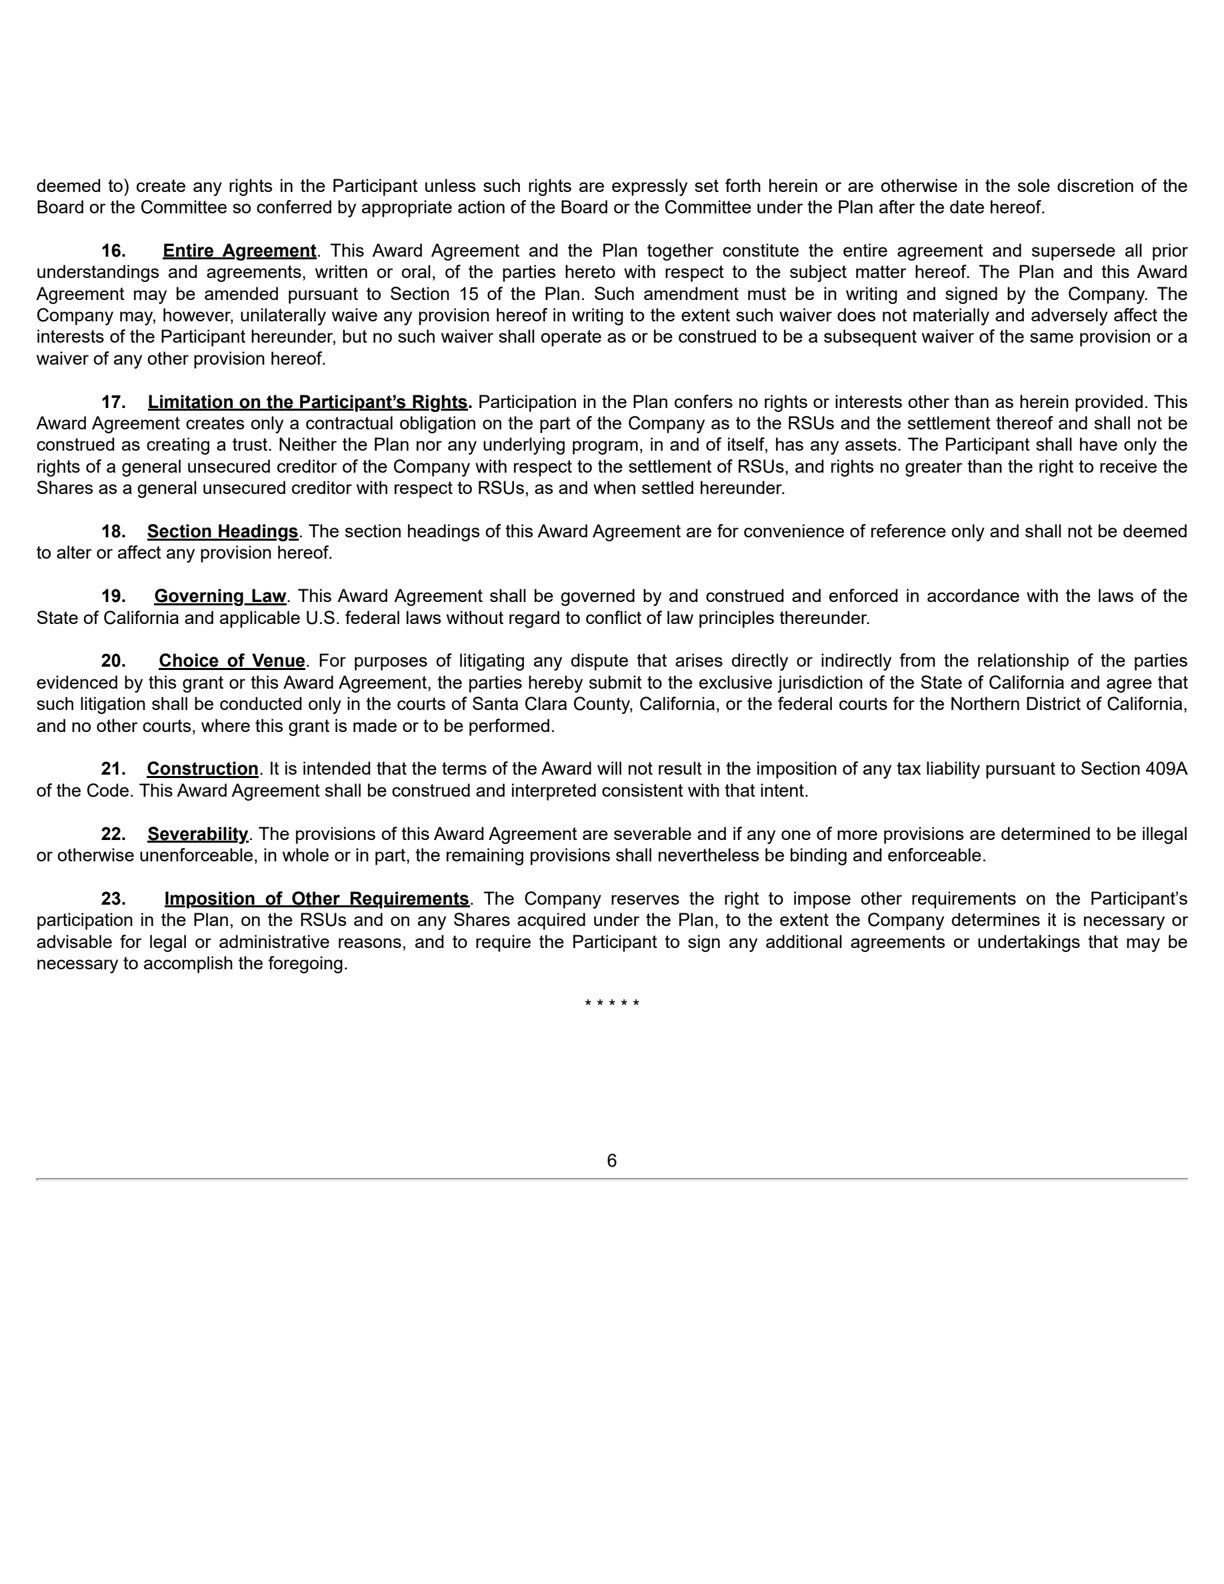 deemed to) create any rights in the Participant unless such rights are expressly set forth herein or are otherwise in the sole discretion of the
Board or the Committee so conferred by appropriate action of the Board or the Committee under the Plan after the date hereof.
16. Entire Agreement. This Award Agreement and the Plan together constitute the entire agreement and supersede all prior
understandings and agreements, written or oral, of the parties hereto with respect to the subject matter hereof. The Plan and this Award
Agreement may be amended pursuant to Section 15 of the Plan. Such amendment must be in writing and signed by the Company. The
Company may, however, unilaterally waive any provision hereof in writing to the extent such waiver does not materially and adversely affect the
interests of the Participant hereunder, but no such waiver shall operate as or be construed to be a subsequent waiver of the same provision or a
waiver of any other provision hereof.
17. Limitation on the Participant’s Rights. Participation in the Plan confers no rights or interests other than as herein provided. This
Award Agreement creates only a contractual obligation on the part of the Company as to the RSUs and the settlement thereof and shall not be
construed as creating a trust. Neither the Plan nor any underlying program, in and of itself, has any assets. The Participant shall have only the
rights of a general unsecured creditor of the Company with respect to the settlement of RSUs, and rights no greater than the right to receive the
Shares as a general unsecured creditor with respect to RSUs, as and when settled hereunder.
18. Section Headings. The section headings of this Award Agreement are for convenience of reference only and shall not be deemed
to alter or affect any provision hereof.
19. Governing Law. This Award Agreement shall be governed by and construed and enforced in accordance with the laws of the
State of California and applicable U.S. federal laws without regard to conflict of law principles thereunder.
20. Choice of Venue. For purposes of litigating any dispute that arises directly or indirectly from the relationship of the parties
evidenced by this grant or this Award Agreement, the parties hereby submit to the exclusive jurisdiction of the State of California and agree that
such litigation shall be conducted only in the courts of Santa Clara County, California, or the federal courts for the Northern District of California,
and no other courts, where this grant is made or to be performed.
21. Construction. It is intended that the terms of the Award will not result in the imposition of any tax liability pursuant to Section 409A
of the Code. This Award Agreement shall be construed and interpreted consistent with that intent.
22. Severability. The provisions of this Award Agreement are severable and if any one of more provisions are determined to be illegal
or otherwise unenforceable, in whole or in part, the remaining provisions shall nevertheless be binding and enforceable.
23. Imposition of Other Requirements. The Company reserves the right to impose other requirements on the Participant’s
participation in the Plan, on the RSUs and on any Shares acquired under the Plan, to the extent the Company determines it is necessary or
advisable for legal or administrative reasons, and to require the Participant to sign any additional agreements or undertakings that may be
necessary to accomplish the foregoing.
* * * * *
6